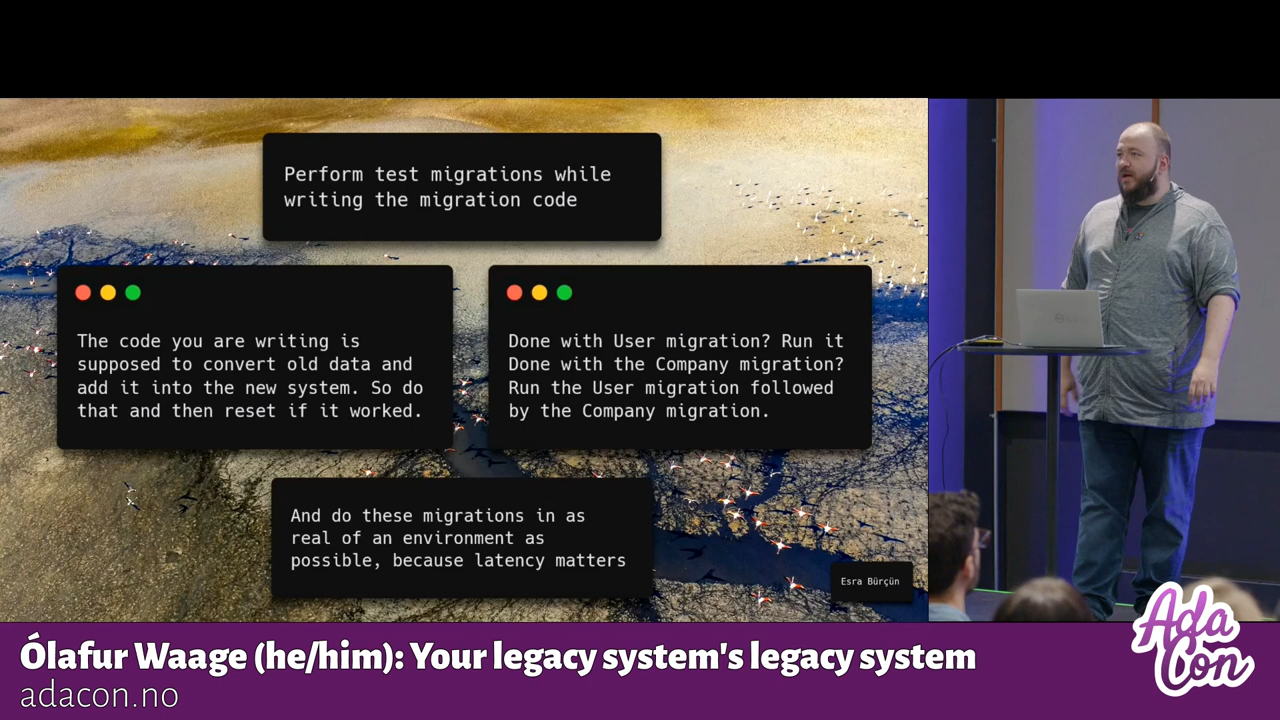 Perform test migrations while
writing the migration code
The code you are writing is
supposed to convert old data and
add it into the new system. So do
that and then reset if it worked.
Done with User migration? Run it
Done with the Company migration?
Run the User migration followed
by the Company migration.
And do these migrations in as
real of an environment as
possible, because latency matters
Esra Bürçün
Ólafur Waage (he/him): Your legacy system's legacy system
adacon.no
Ada
Con